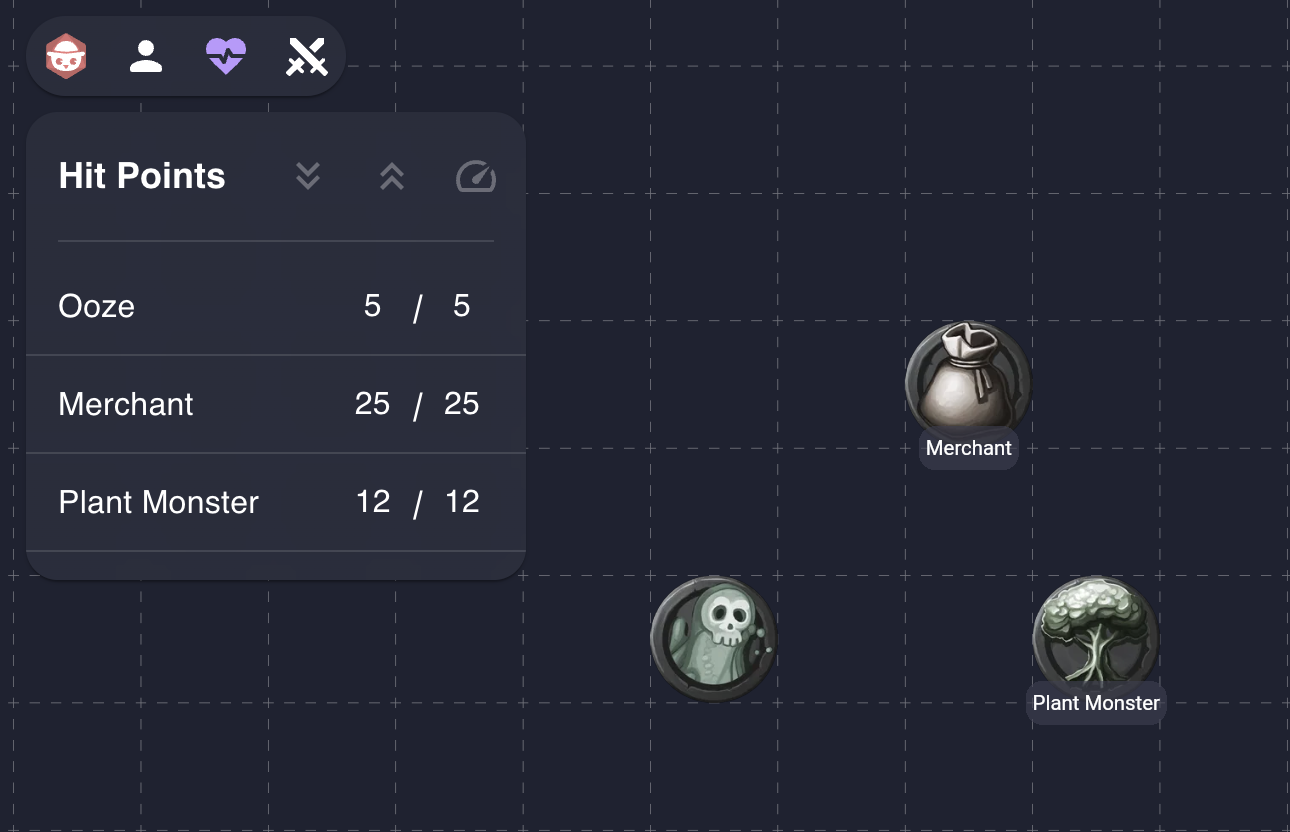 Hit Points
Ooze 5 / 5
Merchant 25 / 25
Plant Monster 12 / 12
Merchant
Plant Monster